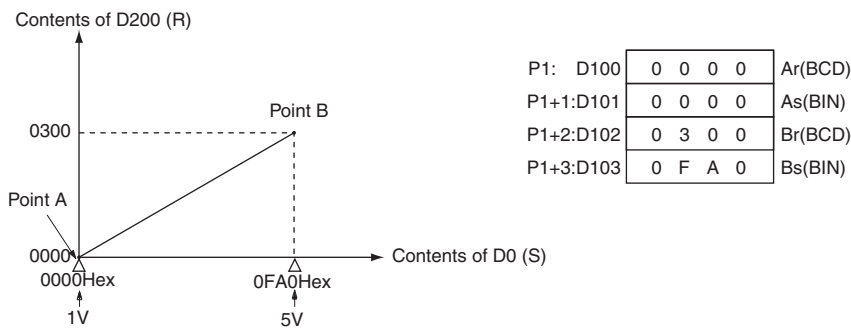 Contents of D200 (R)
0300
Point B
Point A
0000
Contents of D0 (S)
0000Hex
0FA0Hex
1V
5V
P1: D100 0 0 0 0 Ar(BCD)
P1+1:D101 0 0 0 0 As(BIN)
P1+2:D102 0 3 0 0 Br(BCD)
P1+3:D103 0 F A 0 Bs(BIN)